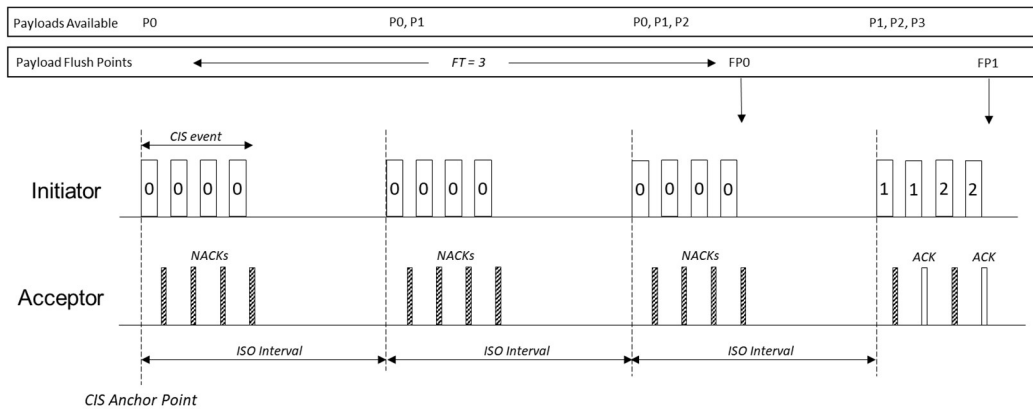 Payloads Available P0 P0, P1 P0, P1, P2 P1, P2, P3
Payload Flush Points FT = 3 FP0 FP1
CIS event
Initiator 0 0 0 0 0 0 0 0 0 0 0 0 1 1 2 2
NACKs NACKs NACKs ACK ACK
Acceptor
ISO Interval ISO Interval ISO Interval
CIS Anchor Point